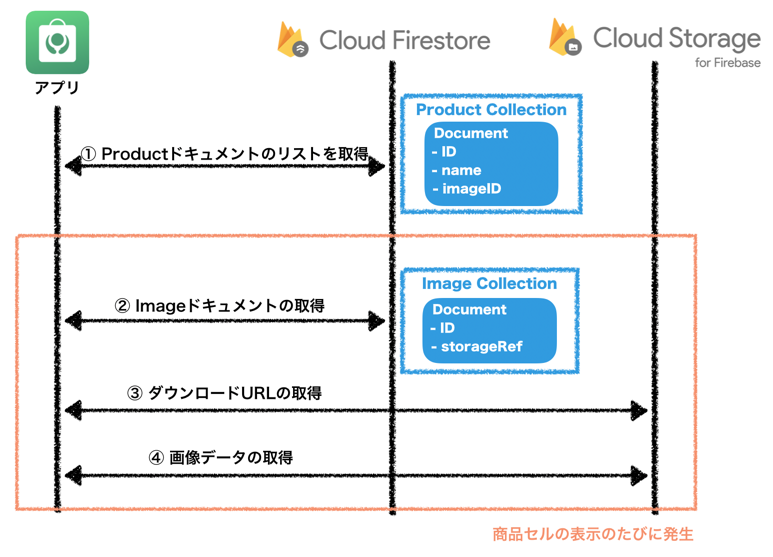 アプリ
Cloud Firestore
Cloud Storage
for Firebase
① Productドキュメントのリストを取得
Product Collection
Document
- ID
- name
- imageID
② Imageドキュメントの取得
Image Collection
Document
- ID
- storageRef
③ ダウンロードURLの取得
④ 画像データの取得
商品セルの表示のたびに発生